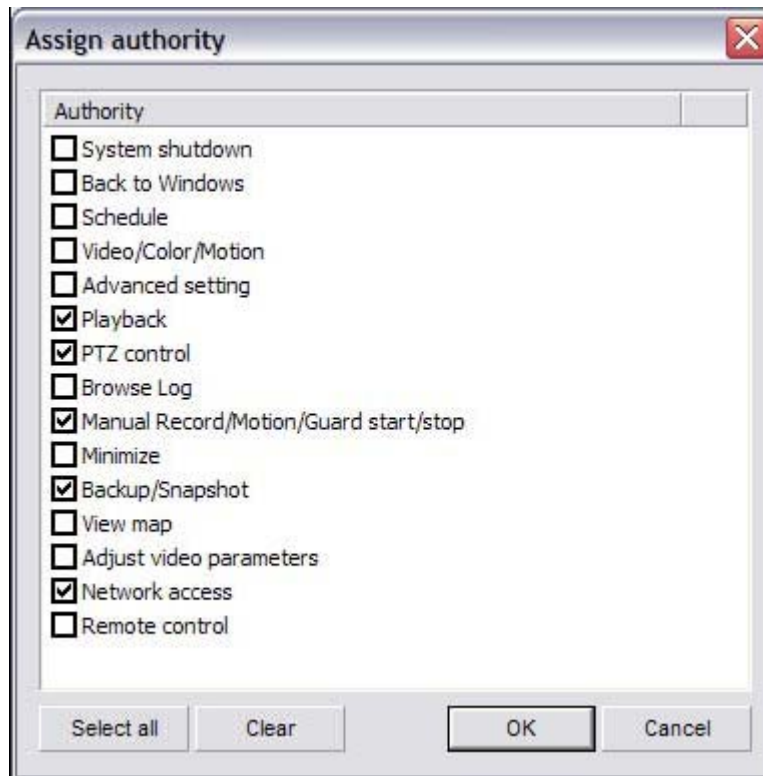 Assign authority
Authority
System shutdown
Back to Windows
Schedule
Video/Color/Motion
Advanced setting
Playback
PTZ control
Browse Log
Manual Record/Motion/Guard start/stop
Minimize
Backup/Snapshot
View map
Adjust video parameters
Network access
Remote control
Select all Clear OK Cancel